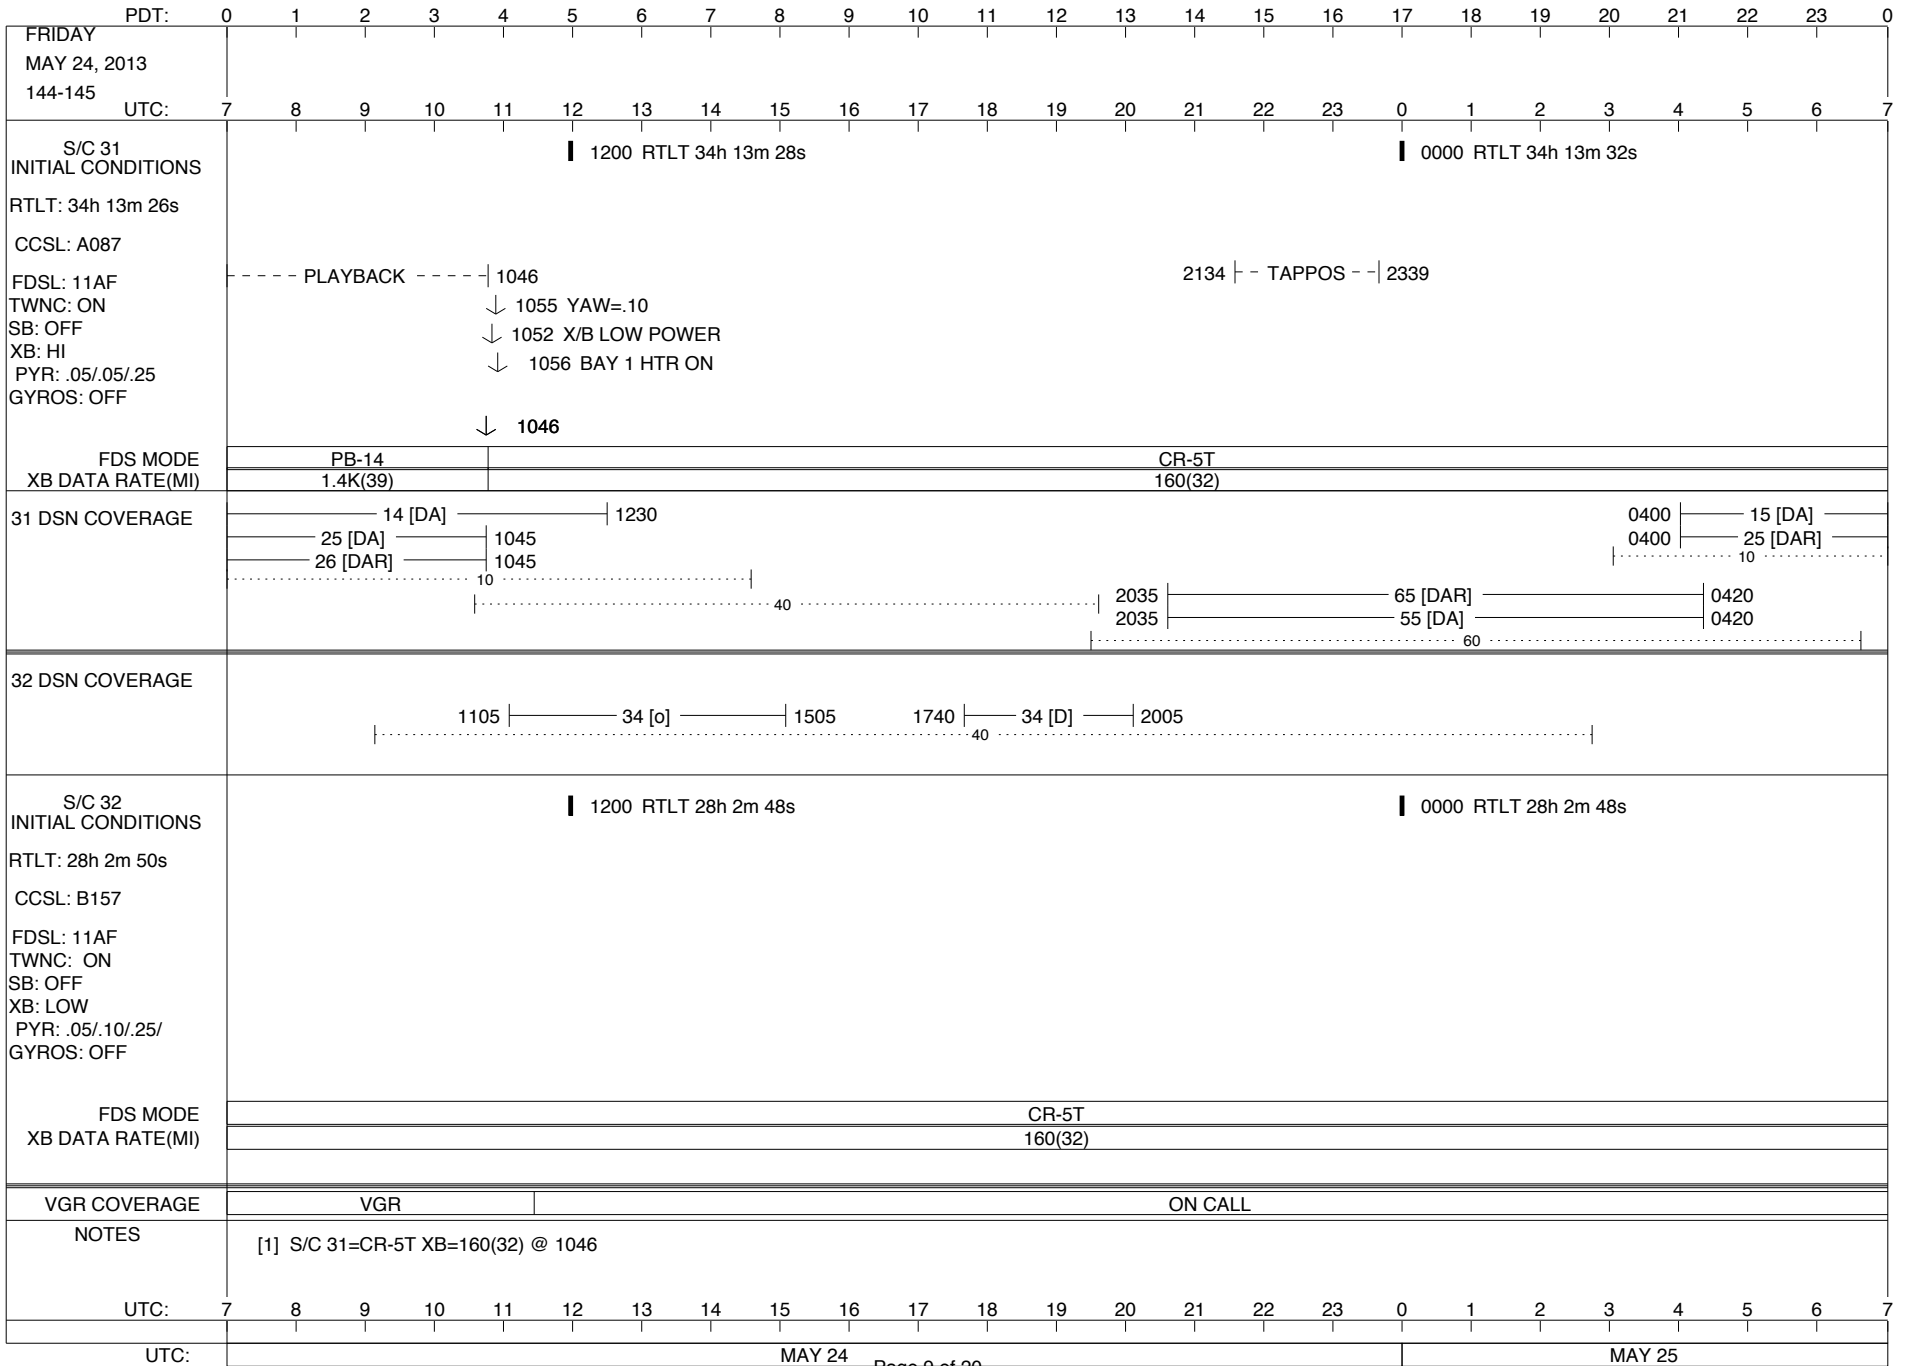 PDT: 0 1 2 3 4 5 6 7 8 9 10 11 12 13 14 15 16 17 18 19 20 21 22 23 0
FRIDAY
MAY 24, 2013
144-145
UTC: 7 8 9 10 11 12 13 14 15 16 17 18 19 20 21 22 23 0 1 2 3 4 5 6 7
S/C 31
INITIAL CONDITIONS
1200 RTLT 34h 13m 28s
0000 RTLT 34h 13m 32s
RTLT: 34h 13m 26s
CCSL: A087
FDSL: 11AF
TWNC: ON
SB: OFF
XB: HI
PYR: .05/.05/.25
GYROS: OFF
PLAYBACK 1046
2134 TAPPOS 2339
1055 YAW=.10
1052 X/B LOW POWER
1056 BAY 1 HTR ON
1046
FDS MODE PB-14 CR-5T
XB DATA RATE(MI) 1.4K(39) 160(32)
31 DSN COVERAGE
14 [DA] 1230
0400 15 [DA]
25 [DA] 1045
0400 25 [DAR]
26 [DAR] 1045
10
10
40
2035 65 [DAR] 0420
2035 55 [DA] 0420
60
32 DSN COVERAGE
1105 34 [o] 1505
1740 34 [D] 2005
40
S/C 32
INITIAL CONDITIONS
1200 RTLT 28h 2m 48s
0000 RTLT 28h 2m 48s
RTLT: 28h 2m 50s
CCSL: B157
FDSL: 11AF
TWNC: ON
SB: OFF
XB: LOW
PYR: .05/.10/.25/
GYROS: OFF
FDS MODE CR-5T
XB DATA RATE(MI) 160(32)
VGR COVERAGE VGR ON CALL
NOTES
[1] S/C 31=CR-5T XB=160(32) @ 1046
UTC: 7 8 9 10 11 12 13 14 15 16 17 18 19 20 21 22 23 0 1 2 3 4 5 6 7
UTC: MAY 24 MAY 25